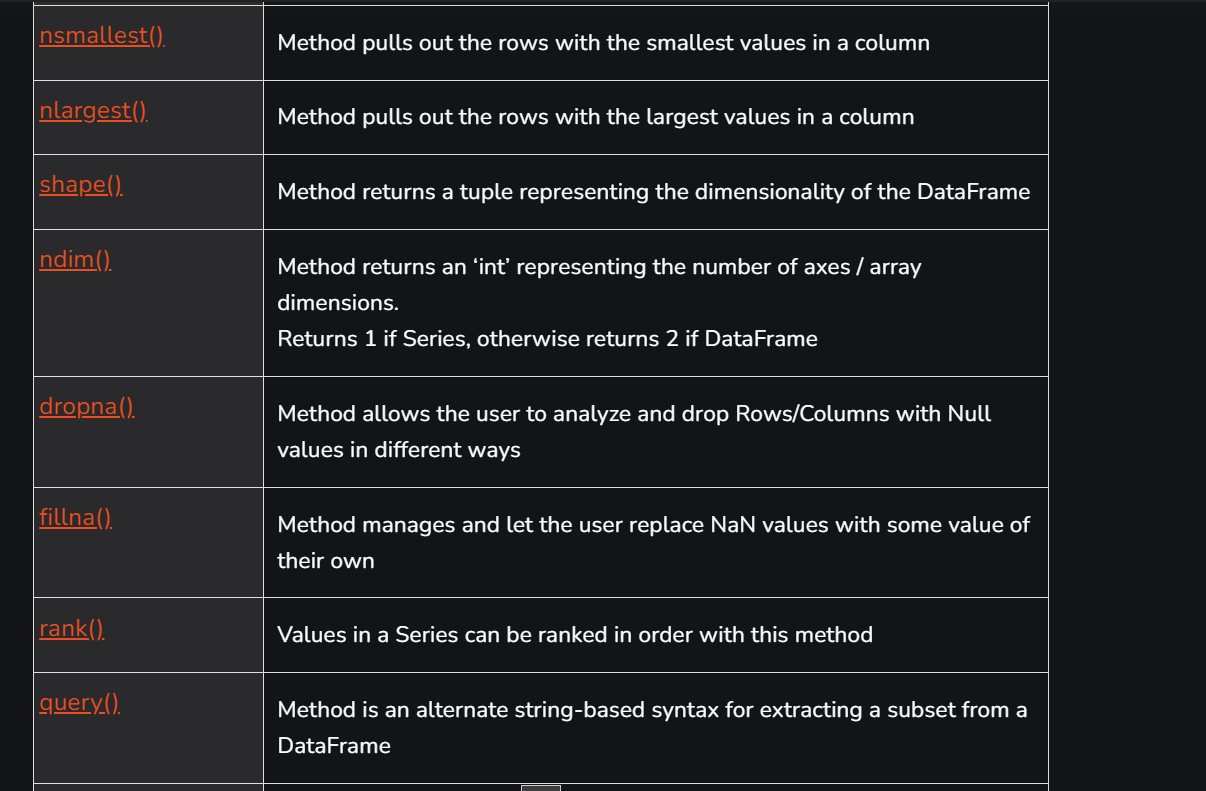 nsmallest()
Method pulls out the rows with the smallest values in a column
nlargest()
Method pulls out the rows with the largest values in a column
shape()
Method returns a tuple representing the dimensionality of the DataFrame
ndim()
Method returns an ‘int’ representing the number of axes / array
dimensions.
Returns 1 if Series, otherwise returns 2 if DataFrame
dropna()
Method allows the user to analyze and drop Rows/Columns with Null
values in different ways
fillna()
Method manages and let the user replace NaN values with some value of
their own
rank()
Values in a Series can be ranked in order with this method
query()
Method is an alternate string-based syntax for extracting a subset from a
DataFrame